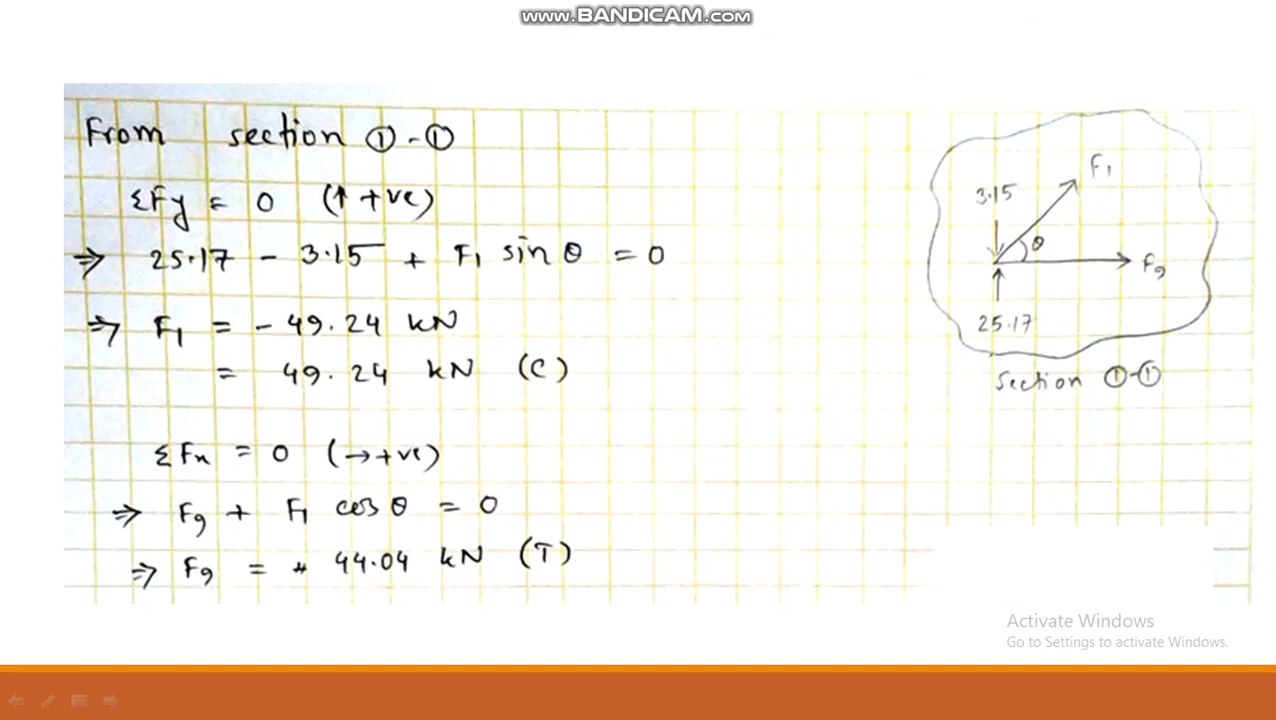 www.BANDICAM.com
From section ①-①
ΣFy = 0 (↑ +ve)
⇒ 25.17 - 3.15 + F₁ sin θ = 0
⇒ F₁ = - 49.24 kN
= 49.24 kN (C)
ΣFx = 0 (→ +ve)
⇒ F₉ + F₁ cos θ = 0
⇒ F₉ = + 44.04 kN (T)
F₁
3.15
θ
F₉
25.17
Section ①-①
Activate Windows
Go to Settings to activate Windows.